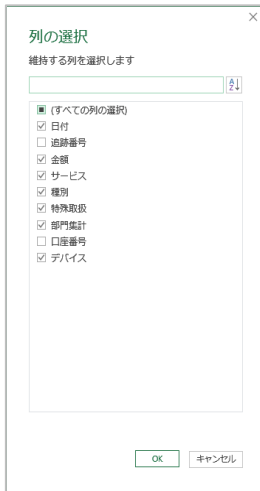 列の選択
維持する列を選択します
(すべての列の選択)
日付
追跡番号
金額
サービス
種別
特殊取扱
部門集計
口座番号
デバイス
OK
キャンセル